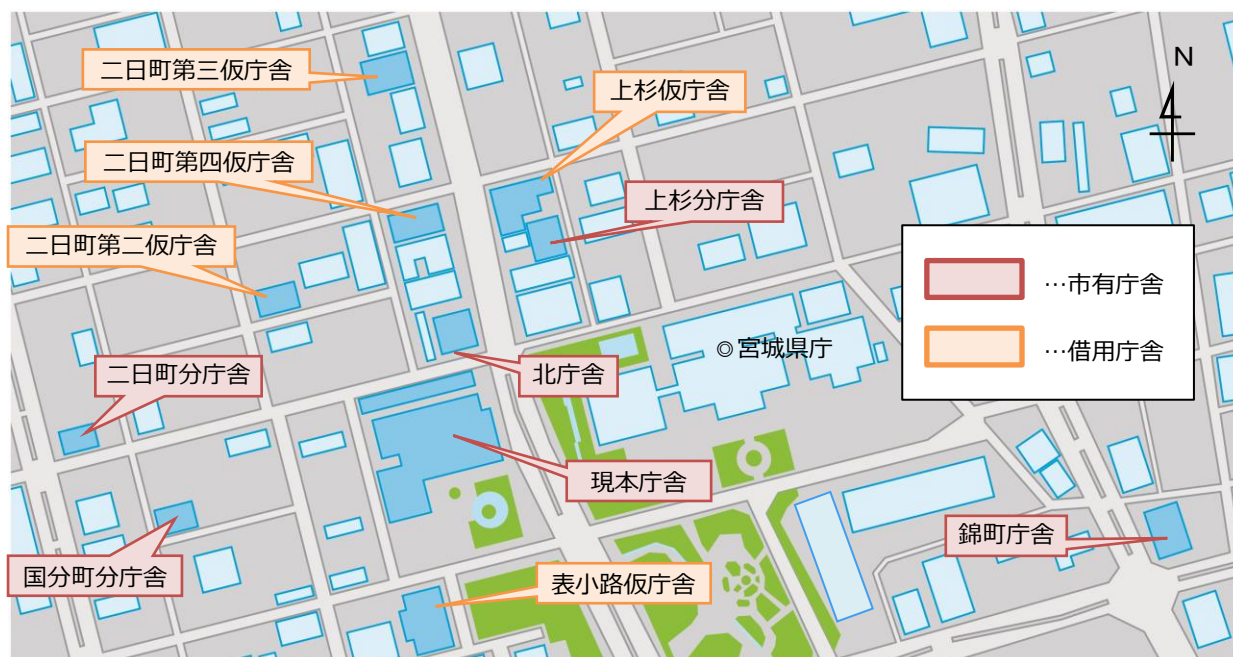 二日町第三仮庁舎
N
上杉仮庁舎
二日町第四仮庁舎
上杉分庁舎
二日町第二仮庁舎
…市有庁舎
…借用庁舎
◎宮城県庁
二日町分庁舎
北庁舎
現本庁舎
錦町庁舎
国分町分庁舎
表小路仮庁舎